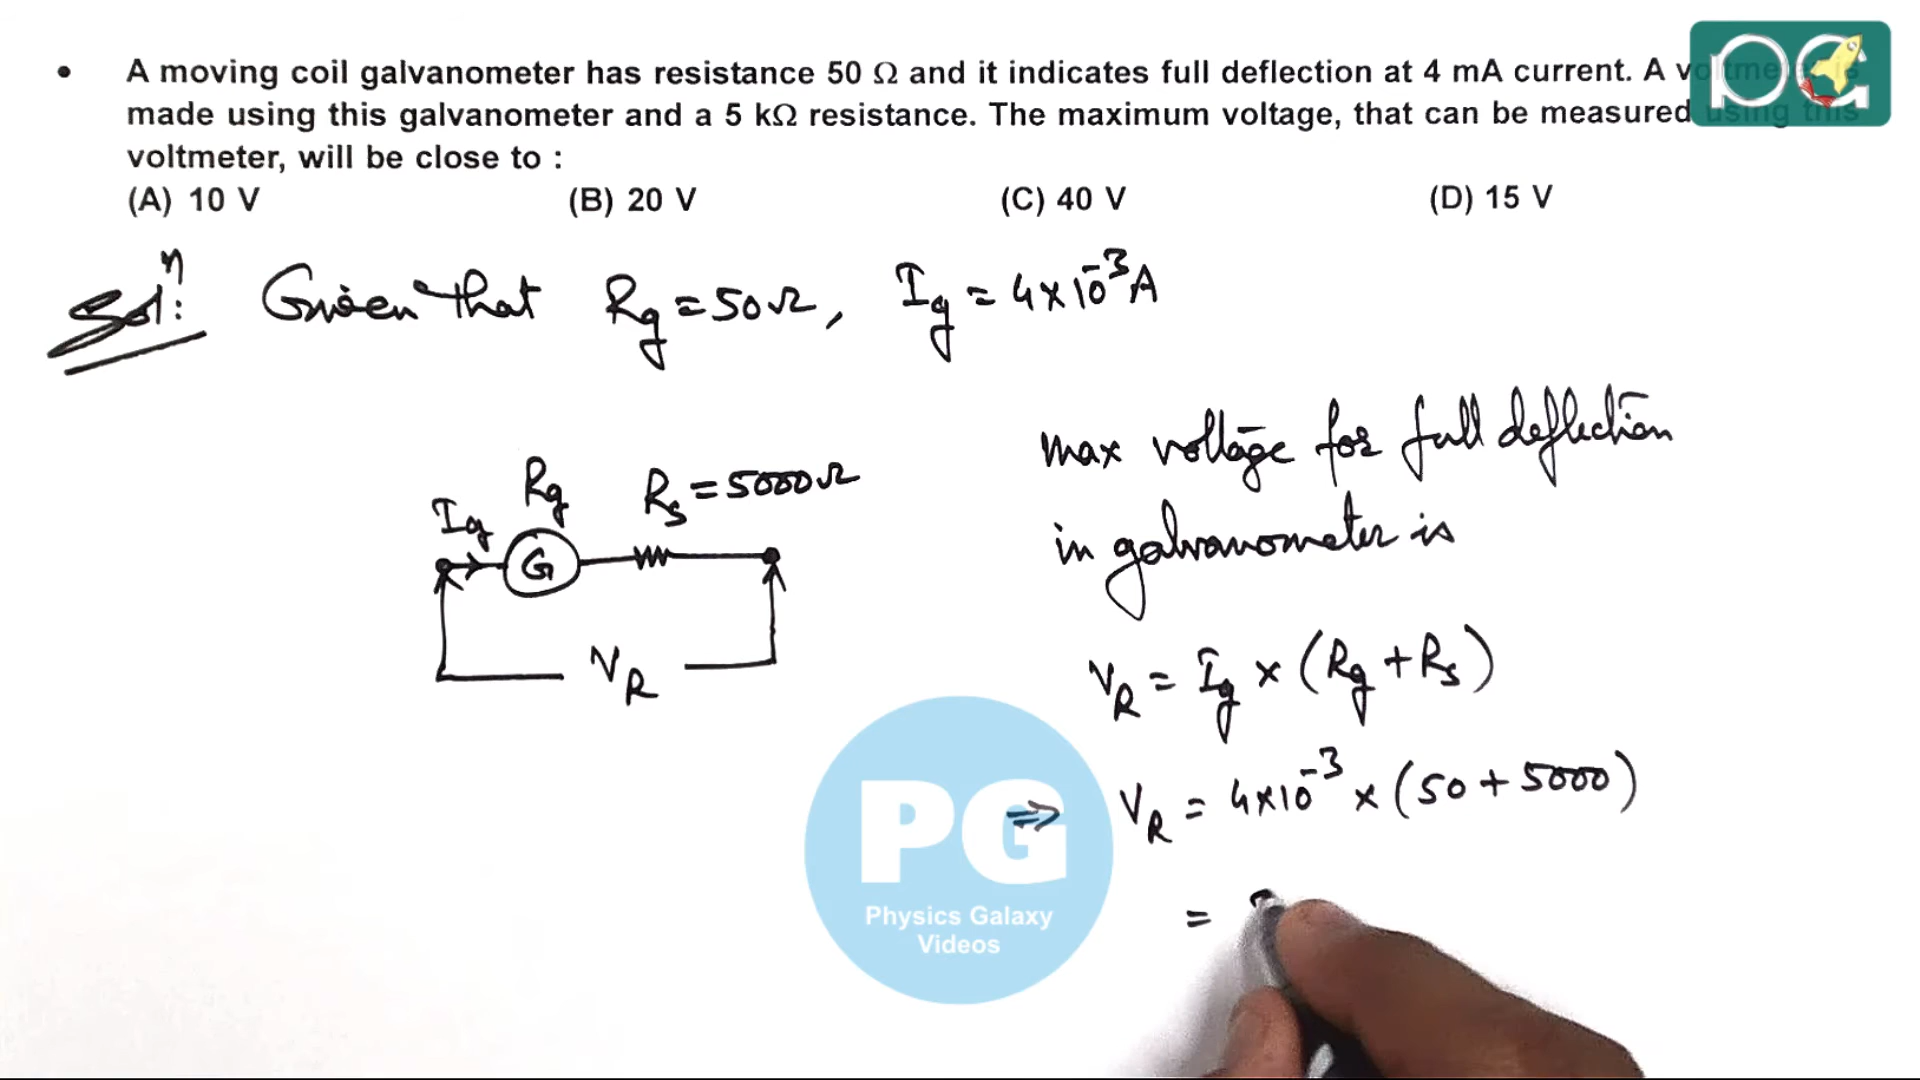 • A moving coil galvanometer has resistance 50 Ω and it indicates full deflection at 4 mA current. A
made using this galvanometer and a 5 kΩ resistance. The maximum voltage, that can be measured using this
voltmeter, will be close to :
(A) 10 V (B) 20 V (C) 40 V (D) 15 V
Solⁿ: Given that Rg = 50Ω, Ig = 4×10⁻³A
max voltage for full deflection
in galvanometer is
Rg Rs = 5000Ω
Ig
G
VR
VR = Ig × (Rg + Rs)
⇒ VR = 4×10⁻³ × (50 + 5000)
=
PG
Physics Galaxy
Videos